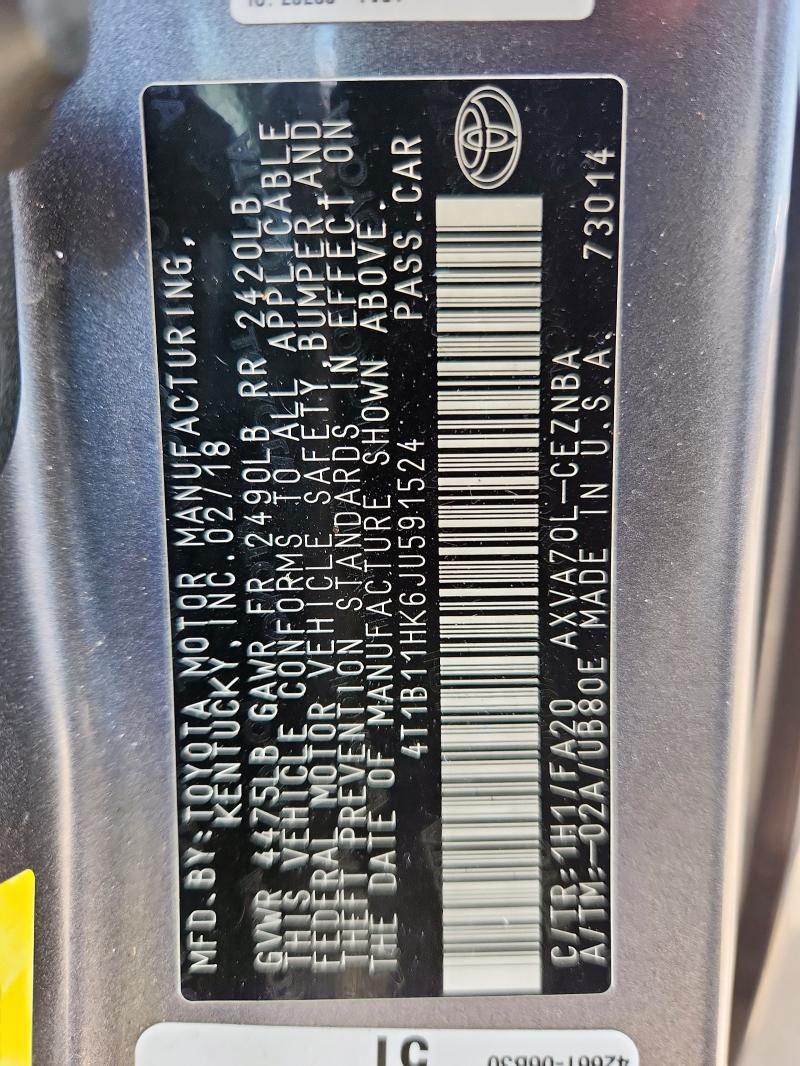 MFD.BY:TOYOTA MOTOR MANUFACTURING,
KENTUCKY, INC.02/18
GVWR 4475LB GAWR FR 2490LB RR 2420LB
THIS VEHICLE CONFORMS TO ALL APPLICABLE
FEDERAL MOTOR VEHICLE SAFETY, BUMPER, AND
THEFT PREVENTION STANDARDS IN EFFECT ON
THE DATE OF MANUFACTURE SHOWN ABOVE.
4T1B11HK6JU591524 PASS.CAR
C/TR:1H1/FA20 AXVA70L-CEZNBA 73014
A/TM:-02A/UB80E MADE IN U.S.A.
42661-06B30